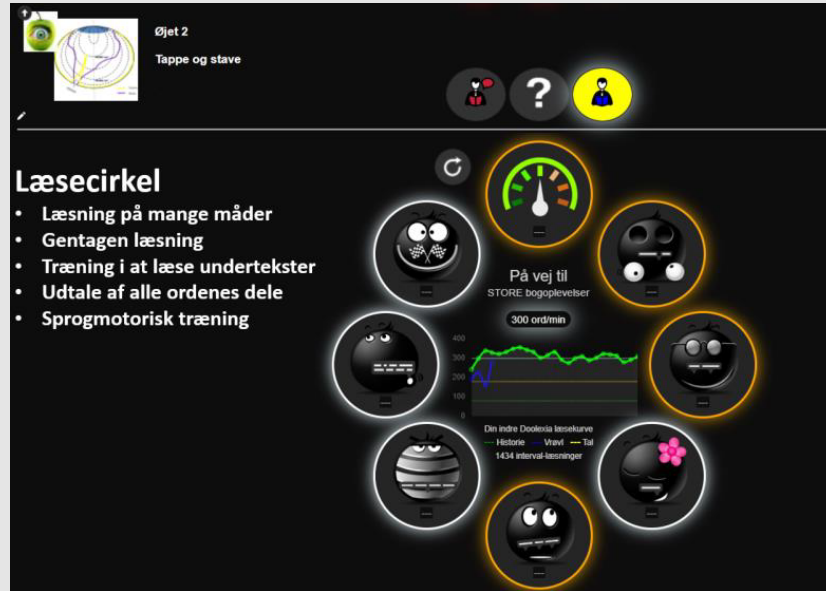 Øjet 2
Tappe og stave
?
Læsecirkel
• Læsning på mange måder
• Gentagen læsning
• Træning i at læse undertekster
• Udtale af alle ordenes dele
• Sprogmotorisk træning
På vej til
STORE bogoplevelser
300 ord/min
400
300
200
100
0
Din indre Doolexia læsekurve
Historie Vrøvl Tal
1434 interval-læsninger